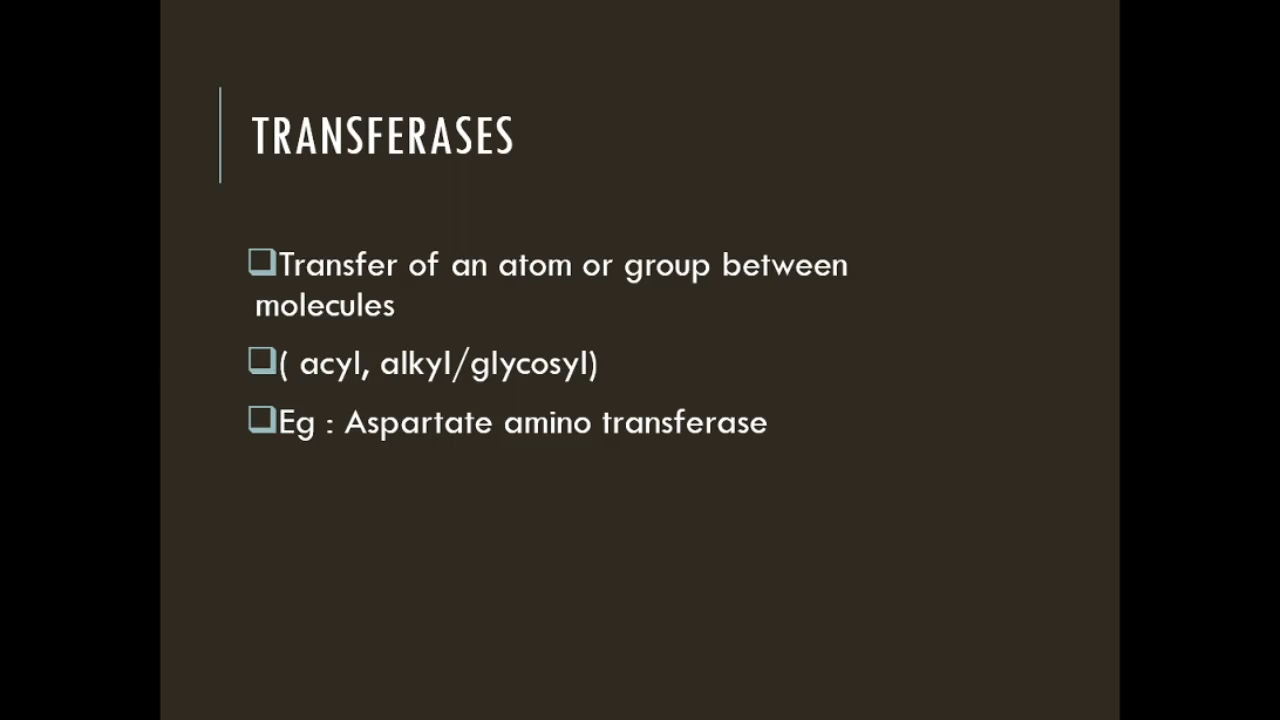 TRANSFERASES
❑Transfer of an atom or group between
molecules
❑( acyl, alkyl/glycosyl)
❑Eg : Aspartate amino transferase